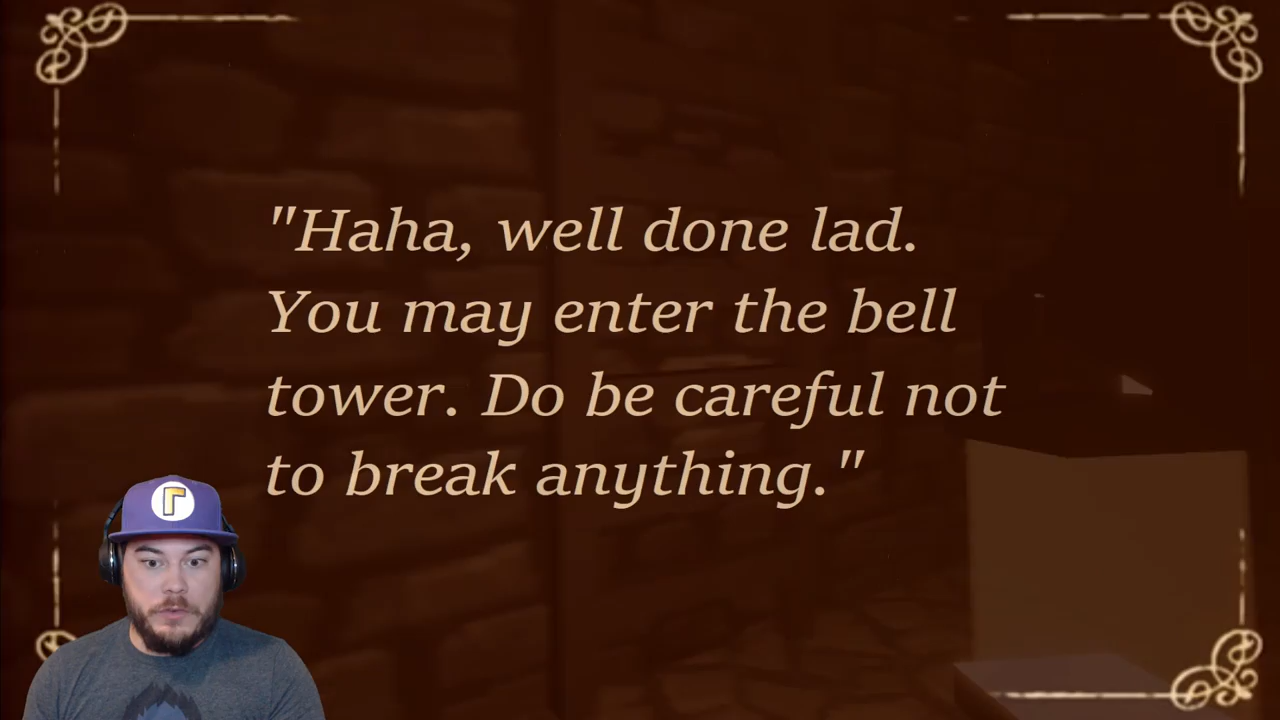 "Haha, well done lad.
You may enter the bell
tower. Do be careful not
to break anything."